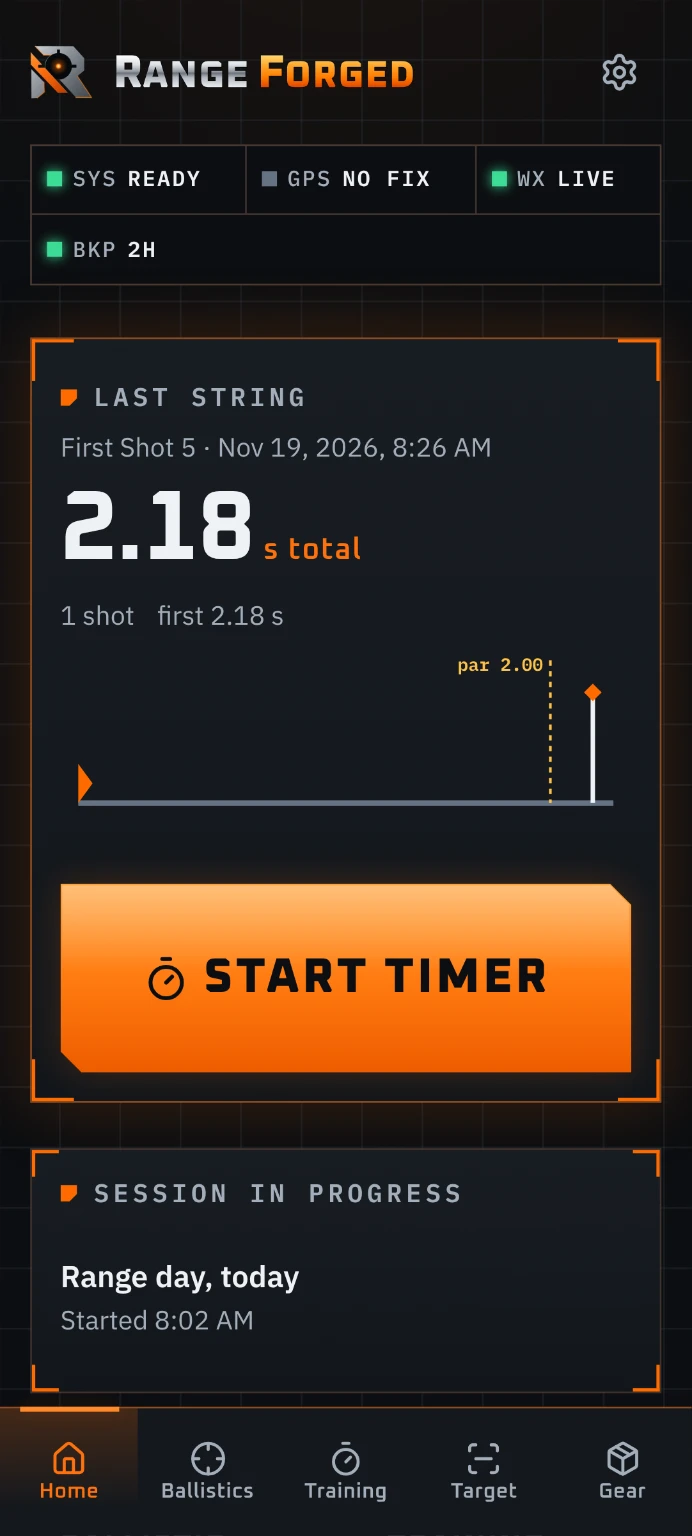 RANGE FORGED
SYS READY
GPS NO FIX
WX LIVE
BKP 2H
LAST STRING
First Shot 5 · Nov 19, 2026, 8:26 AM
2.18 s total
1 shot first 2.18 s
par 2.00
START TIMER
SESSION IN PROGRESS
Range day, today
Started 8:02 AM
Home
Ballistics
Training
Target
Gear